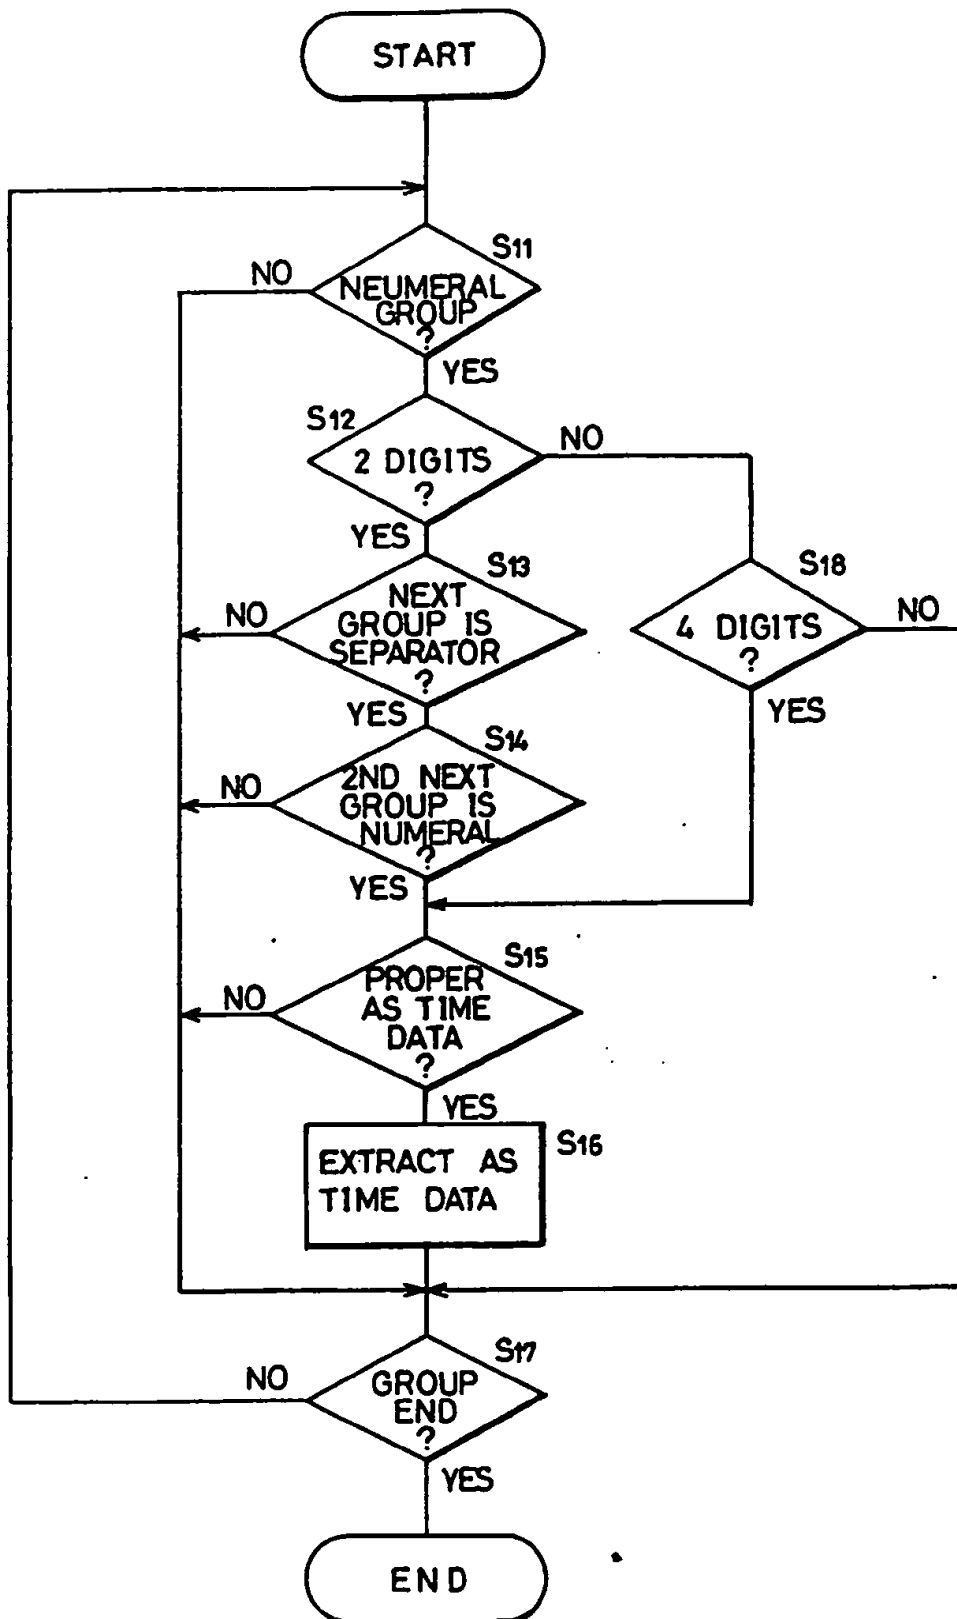 START
S11
NO
NEUMERAL
GROUP
?
YES
S12
NO
2 DIGITS
?
YES
S13
S18
NO
NEXT
GROUP IS
SEPARATOR
?
NO
4 DIGITS
?
YES
YES
S14
NO
2ND NEXT
GROUP IS
NUMERAL
?
YES
S15
NO
PROPER
AS TIME
DATA
?
YES
S16
EXTRACT AS
TIME DATA
S17
NO
GROUP
END
?
YES
END